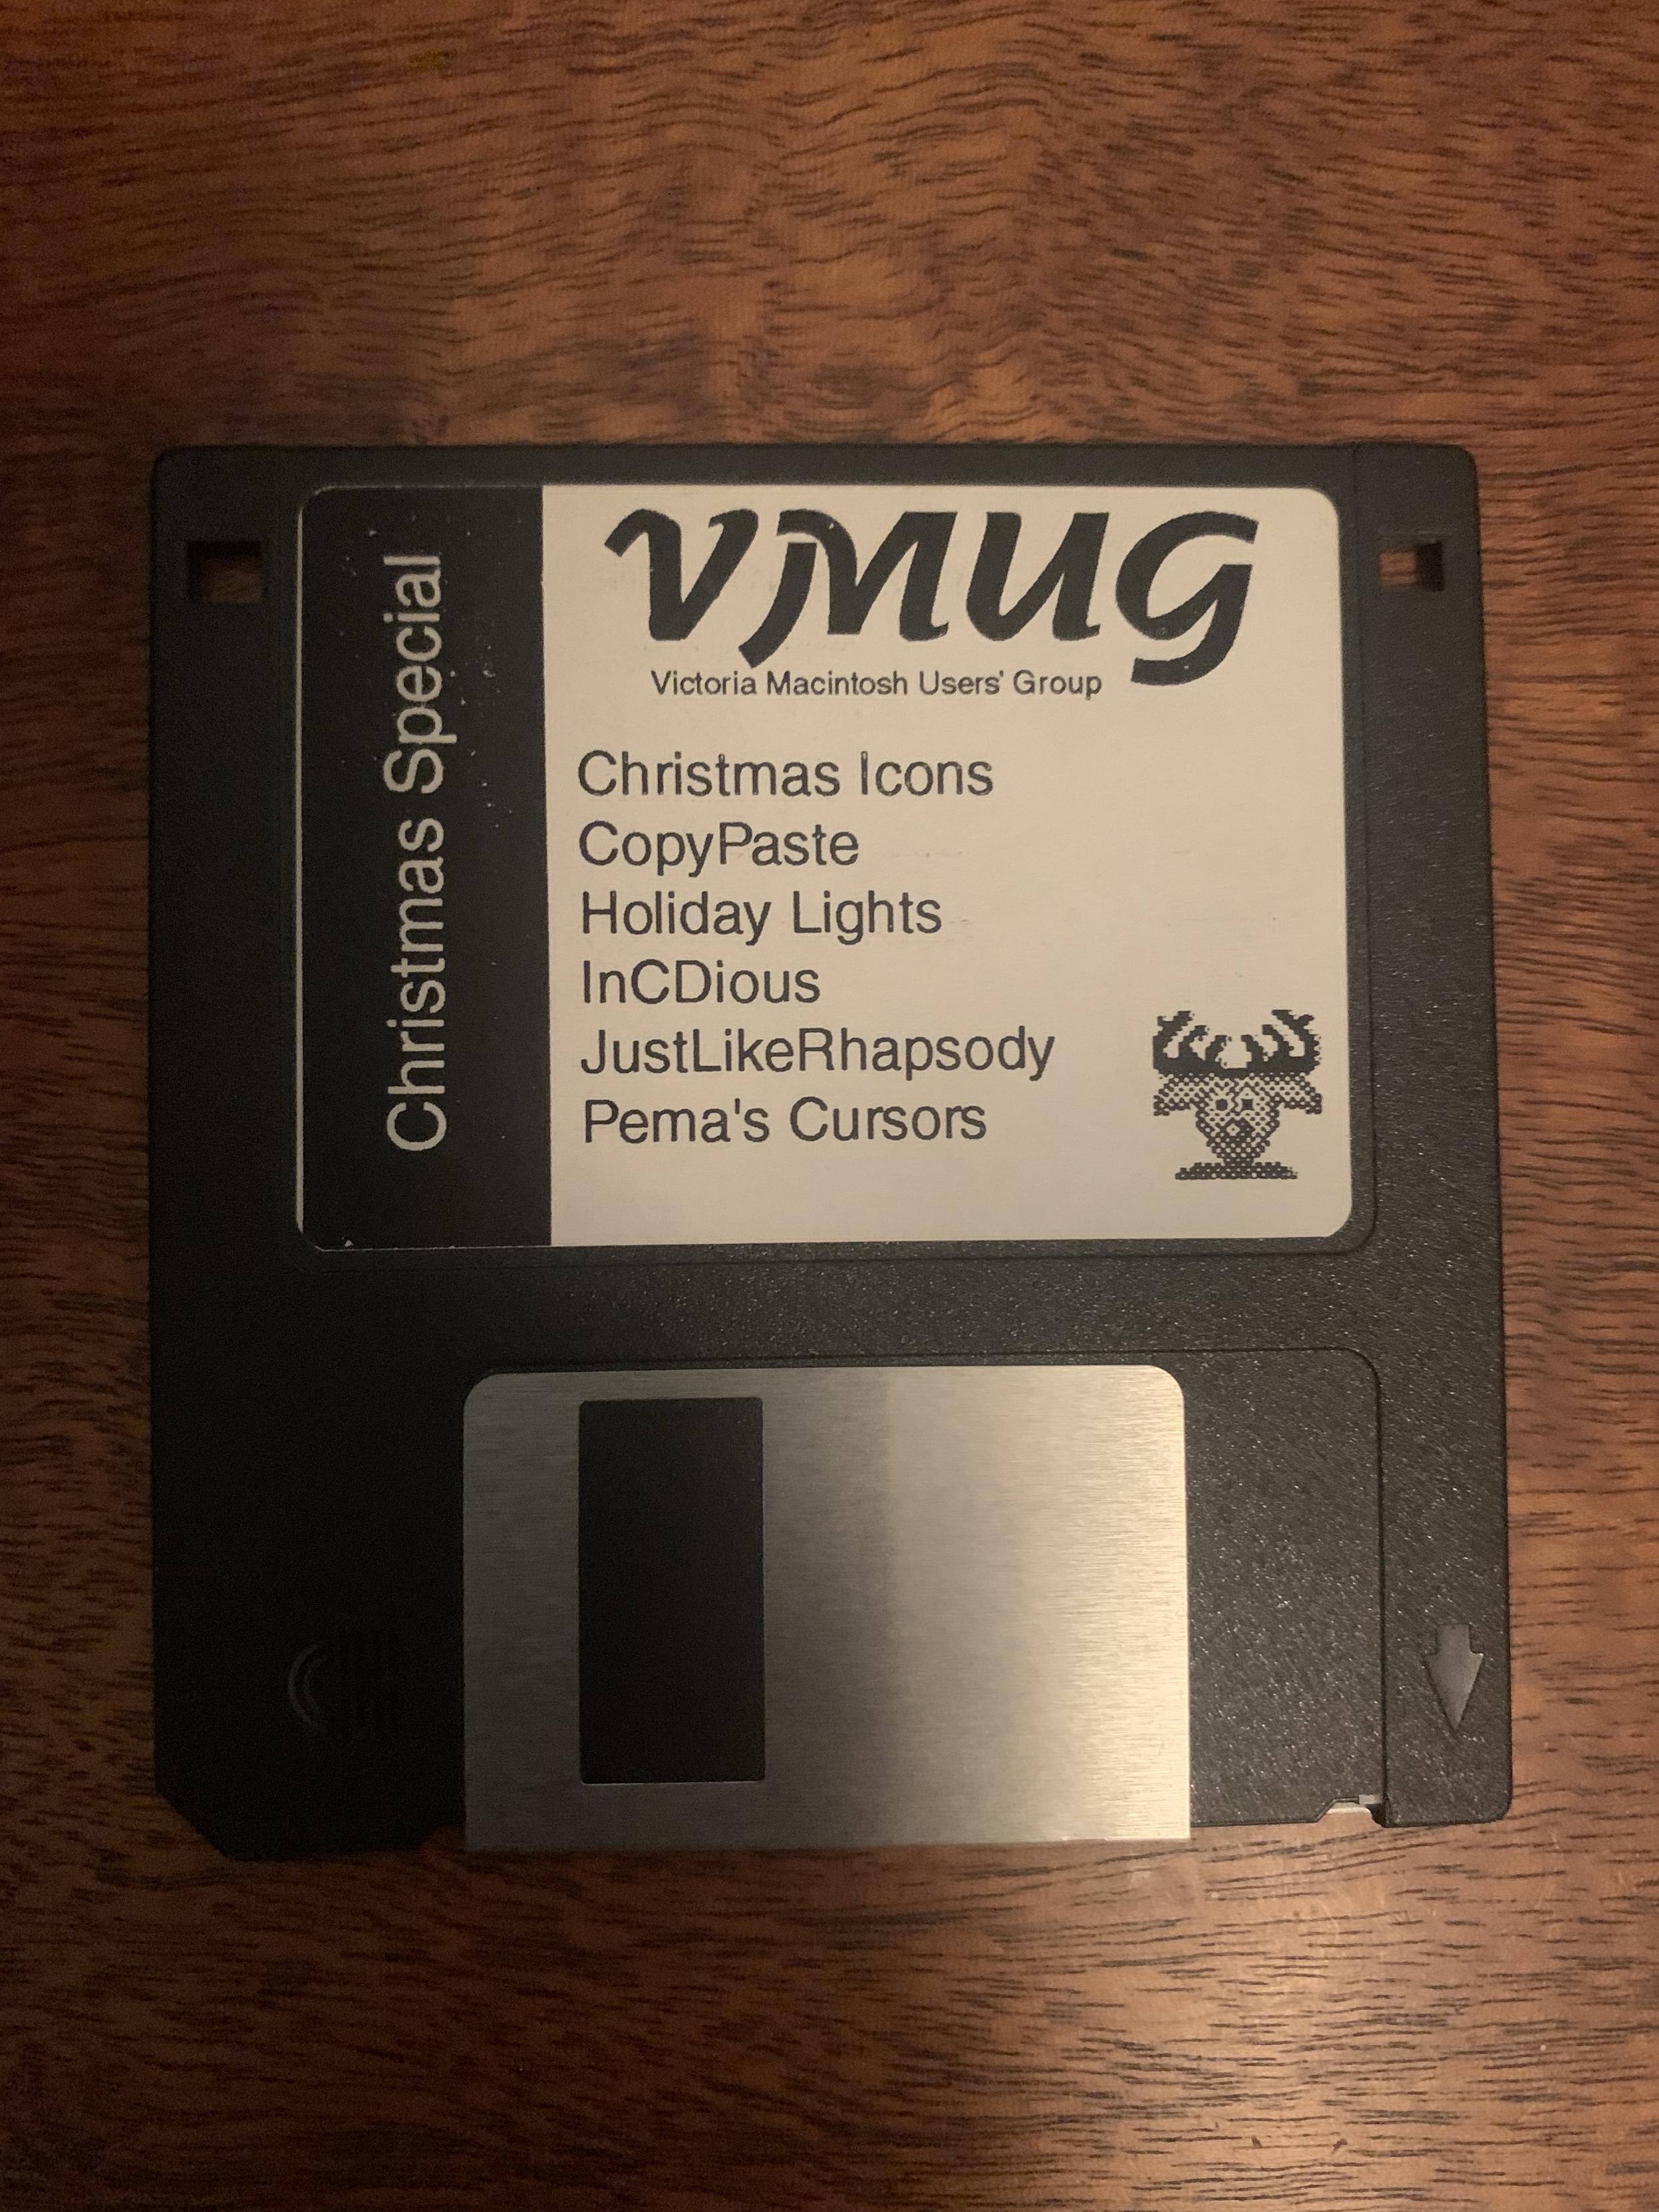 Christmas Special
VMUG
Victoria Macintosh Users' Group
Christmas Icons
CopyPaste
Holiday Lights
InCDious
JustLikeRhapsody
Pema's Cursors